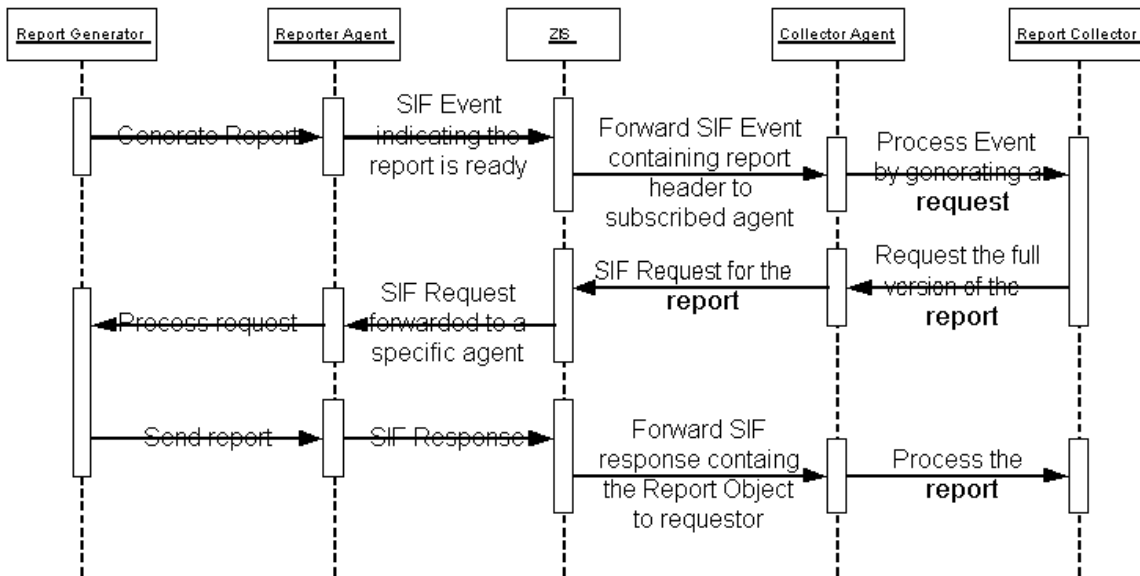 Report Generator
Reporter Agent
ZIS
Collector Agent
Report Collector
Generate Report
SIF Event
indicating the
report is ready
Forward SIF Event
containing report
header to
subscribed agent
Process Event
by generating a
request
Request the full
version of the
report
SIF Request for the
report
SIF Request
forwarded to a
specific agent
Process request
Send report
SIF Response
Forward SIF
response containg
the Report Object
to requestor
Process the
report